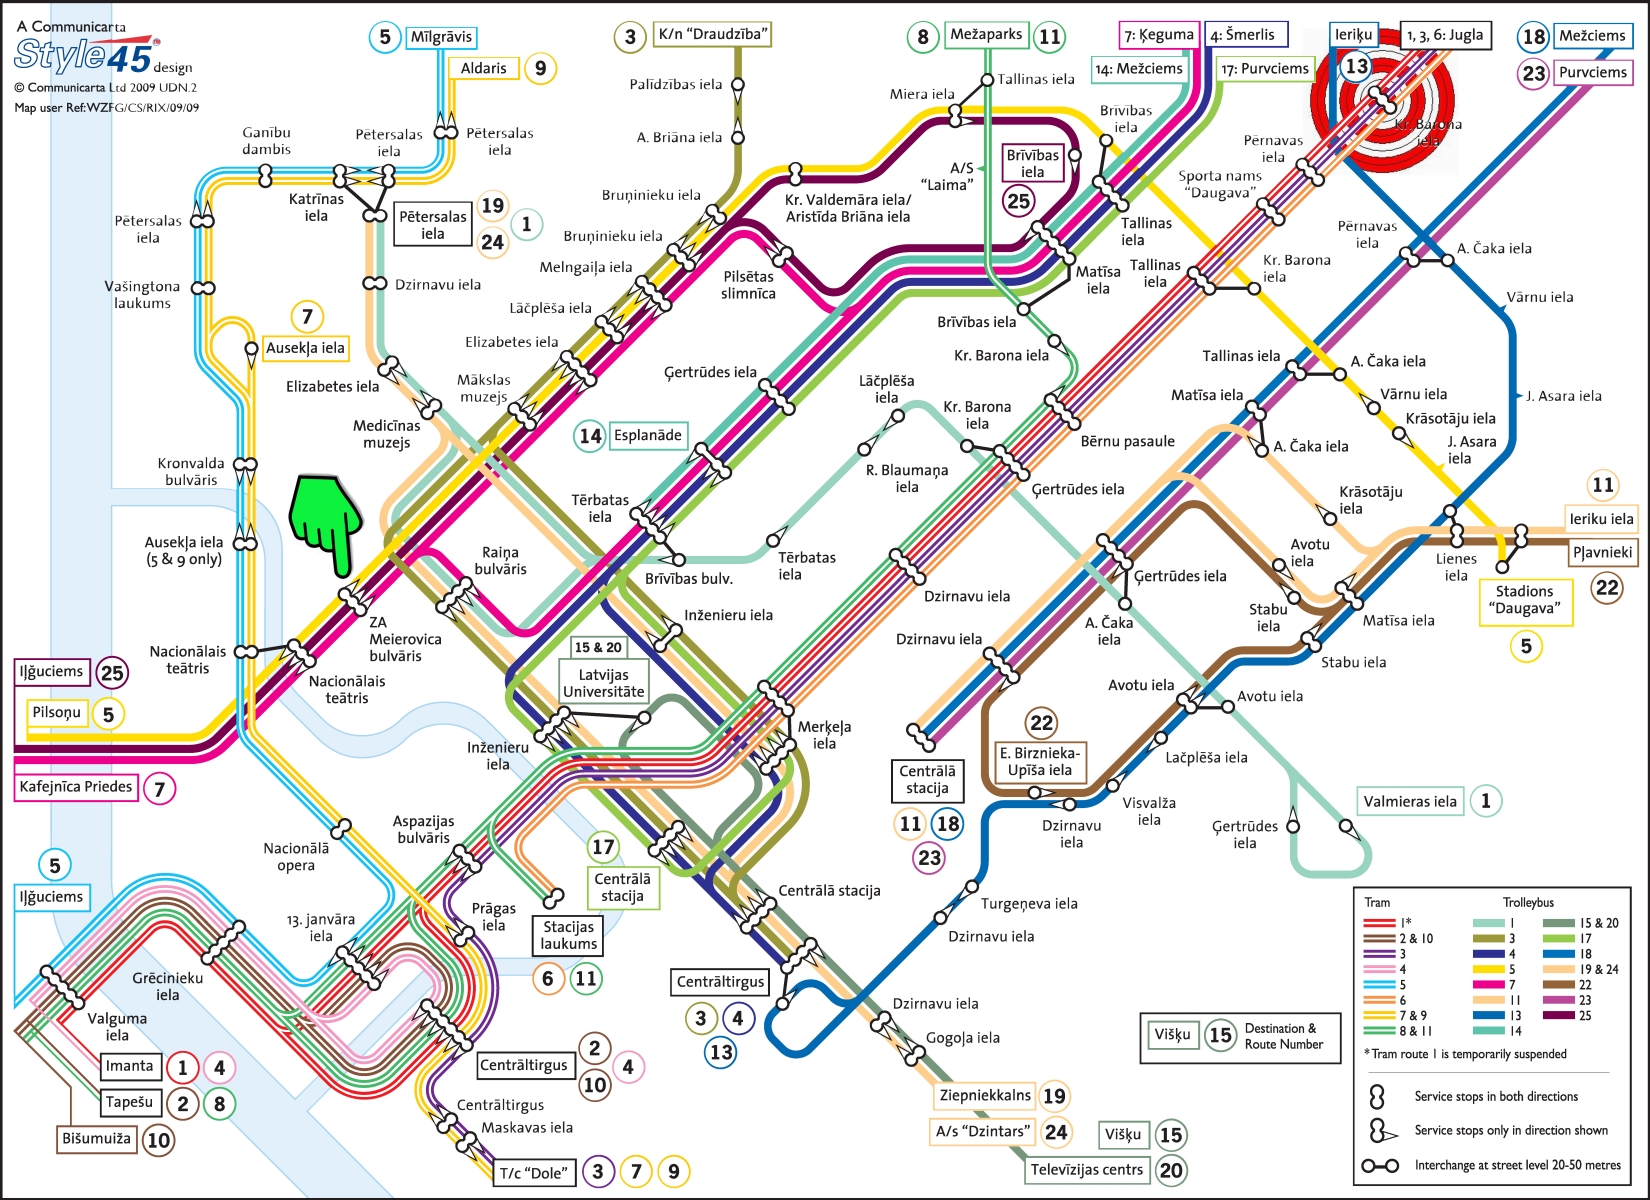 A Communicarta
Style45™
design
© Communicarta Ltd 2009 UDN.2
Map user Ref:WZFG/CS/RIX/09/09
5
Mīlgrāvis
Aldaris
9
3
K/n “Draudzība”
8
Mežaparks
11
7: Ķeguma
4: Šmerlis
14: Mežciems
17: Purvciems
Ieriķu
13
1, 3, 6: Jugla
18
Mežciems
23
Purvciems
Palīdzības iela
A. Briāna iela
Tallinas iela
Miera iela
Brīvības
iela
Kr. Barona
iela
Ganību
dambis
Pētersalas
iela
Pētersalas
iela
Katrīnas
iela
Pētersalas
iela
19
24
1
Bruņinieku iela
Kr. Valdemāra iela/
Aristīda Briāna iela
A/S
“Laima”
Brīvības
iela
25
Pērnavas
iela
Sporta nams
“Daugava”
Pētersalas
iela
Bruņinieku iela
Melngaiļa iela
Pilsētas
slimnīca
Tallinas
iela
Matīsa
iela
Tallinas
iela
Kr. Barona
iela
Pērnavas
iela
A. Čaka iela
Vašingtona
laukums
Dzirnavu iela
Lāčplēša iela
Vārnu iela
7
Ausekļa iela
Elizabetes iela
Brīvības iela
Kr. Barona iela
Elizabetes iela
Mākslas
muzejs
Ģertrūdes iela
Lāčplēša
iela
Tallinas iela
A. Čaka iela
Medicīnas
muzejs
14
Esplanāde
Kr. Barona
iela
Bērnu pasaule
Matīsa iela
Vārnu iela
J. Asara iela
Krāsotāju iela
J. Asara
iela
A. Čaka iela
Kronvalda
bulvāris
R. Blaumaņa
iela
Ģertrūdes iela
Krāsotāju
iela
11
Ieriku iela
Tērbatas
iela
Ausekļa iela
(5 & 9 only)
Raiņa
bulvāris
Brīvības bulv.
Tērbatas
iela
Avotu
iela
Lienes
iela
Pļavnieki
22
Ģertrūdes iela
Dzirnavu iela
Stadions
“Daugava”
5
Stabu
iela
Matīsa iela
ZA
Meierovica
bulvāris
Inženieru iela
A. Čaka
iela
Dzirnavu iela
Stabu iela
Nacionālais
teātris
15 & 20
Latvijas
Universitāte
Iļģuciems
25
Nacionālais
teātris
Pilsoņu
5
Avotu iela
Avotu iela
22
E. Birznieka-
Upīša iela
Inženieru
iela
Merķeļa
iela
Lačplēša iela
Kafejnīca Priedes
7
Centrālā
stacija
11
18
23
Visvalža
iela
Dzirnavu
iela
Ģertrūdes
iela
Valmieras iela
1
Nacionālā
opera
Aspazijas
bulvāris
17
Centrālā
stacija
Centrālā stacija
5
Iļģuciems
13. janvāra
iela
Prāgas
iela
Stacijas
laukums
6
11
Turgeņeva iela
Dzirnavu iela
Grēcinieku
iela
Centrāltirgus
3
4
13
Dzirnavu iela
Gogoļa iela
Valguma
iela
Imanta
1
4
Tapešu
2
8
Bišumuiža
10
Centrāltirgus
2
10
4
Centrāltirgus
Maskavas iela
T/c “Dole”
3
7
9
Ziepniekkalns
19
A/s “Dzintars”
24
Višķu
15
Televīzijas centrs
20
Višķu
15
Destination &
Route Number
Tram
Trolleybus
1*
2 & 10
3
4
5
6
7 & 9
8 & 11
1
3
4
5
7
11
13
14
15 & 20
17
18
19 & 24
22
23
25
* Tram route 1 is temporarily suspended
Service stops in both directions
Service stops only in direction shown
Interchange at street level 20-50 metres